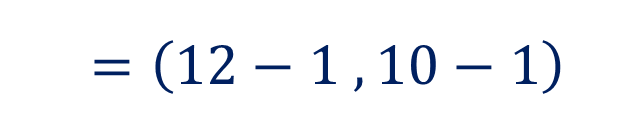 = (12 − 1 , 10 − 1)